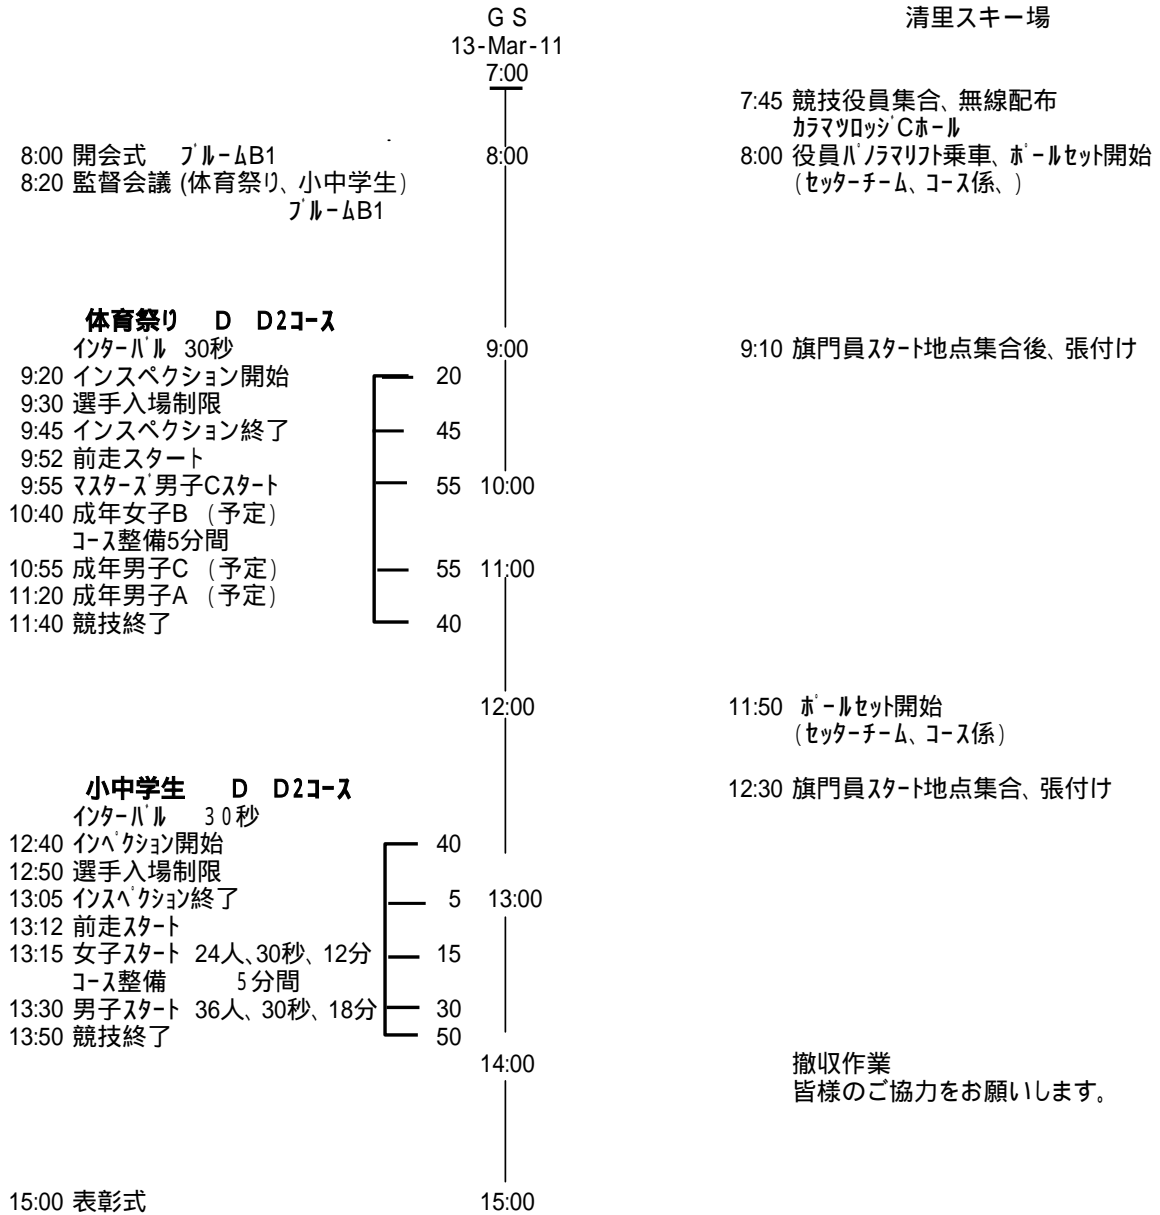 ＧＳ 清里スキー場
13-Mar-11
7:00
7:45 競技役員集合、無線配布
ｶﾗﾏﾂﾛｯｼﾞCホール
8:00 開会式 ﾌﾞﾙｰﾑB1 8:00 8:00 役員ﾊﾟﾉﾗﾏﾘﾌﾄ乗車、ﾎﾟｰﾙｾｯﾄ開始
8:20 監督会議 (体育祭り、小中学生) (ｾｯﾀｰﾁｰﾑ、ｺｰｽ係、)
ﾌﾞﾙｰﾑB1
体育祭り Ｄ Ｄ2ｺｰｽ
ｲﾝﾀｰﾊﾞﾙ 30秒 9:00 9:10 旗門員ｽﾀｰﾄ地点集合後、張付け
9:20 インスペクション開始 20
9:30 選手入場制限
9:45 インスペクション終了 45
9:52 前走スタート
9:55 ﾏｽﾀｰｽﾞ男子Cｽﾀｰﾄ 55 10:00
10:40 成年女子B (予定)
ｺｰｽ整備5分間
10:55 成年男子C (予定) 55 11:00
11:20 成年男子A (予定)
11:40 競技終了 40
12:00 11:50 ﾎﾟｰﾙｾｯﾄ開始
(ｾｯﾀｰﾁｰﾑ、ｺｰｽ係)
小中学生 Ｄ Ｄ2ｺｰｽ 12:30 旗門員ｽﾀｰﾄ地点集合、張付け
ｲﾝﾀｰﾊﾞﾙ ３０秒
12:40 ｲﾝﾍﾟｸｼｮﾝ開始 40
12:50 選手入場制限
13:05 ｲﾝｽﾍﾟｸｼｮﾝ終了 5 13:00
13:12 前走ｽﾀｰﾄ
13:15 女子ｽﾀｰﾄ 24人、30秒、12分 15
ｺｰｽ整備 ５分間
13:30 男子ｽﾀｰﾄ 36人、30秒、18分 30
13:50 競技終了 50
14:00 撤収作業
皆様のご協力をお願いします。
15:00 表彰式 15:00